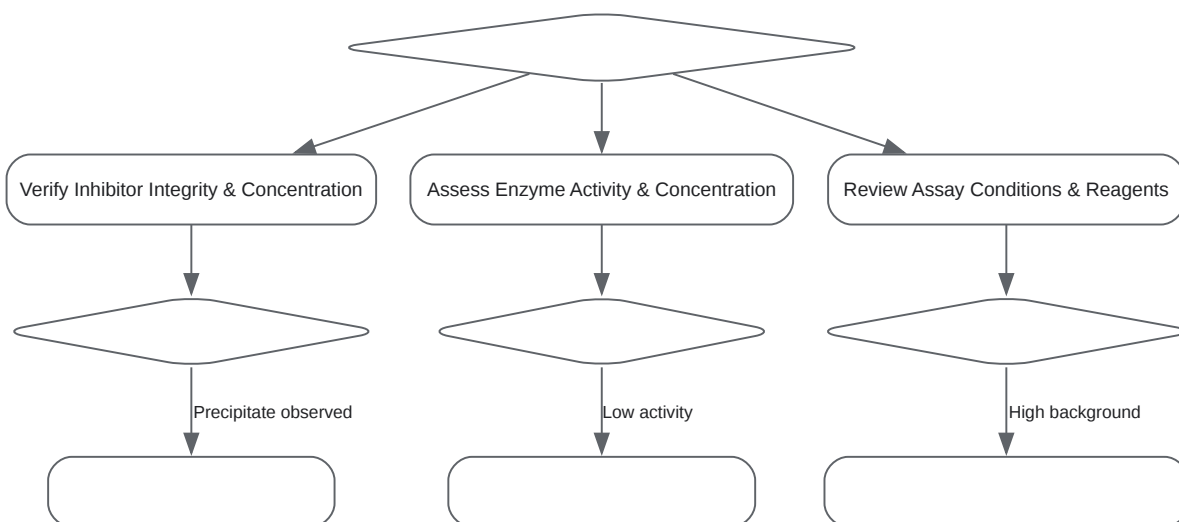 Verify Inhibitor Integrity & Concentration
Assess Enzyme Activity & Concentration
Review Assay Conditions & Reagents
Precipitate observed
Low activity
High background